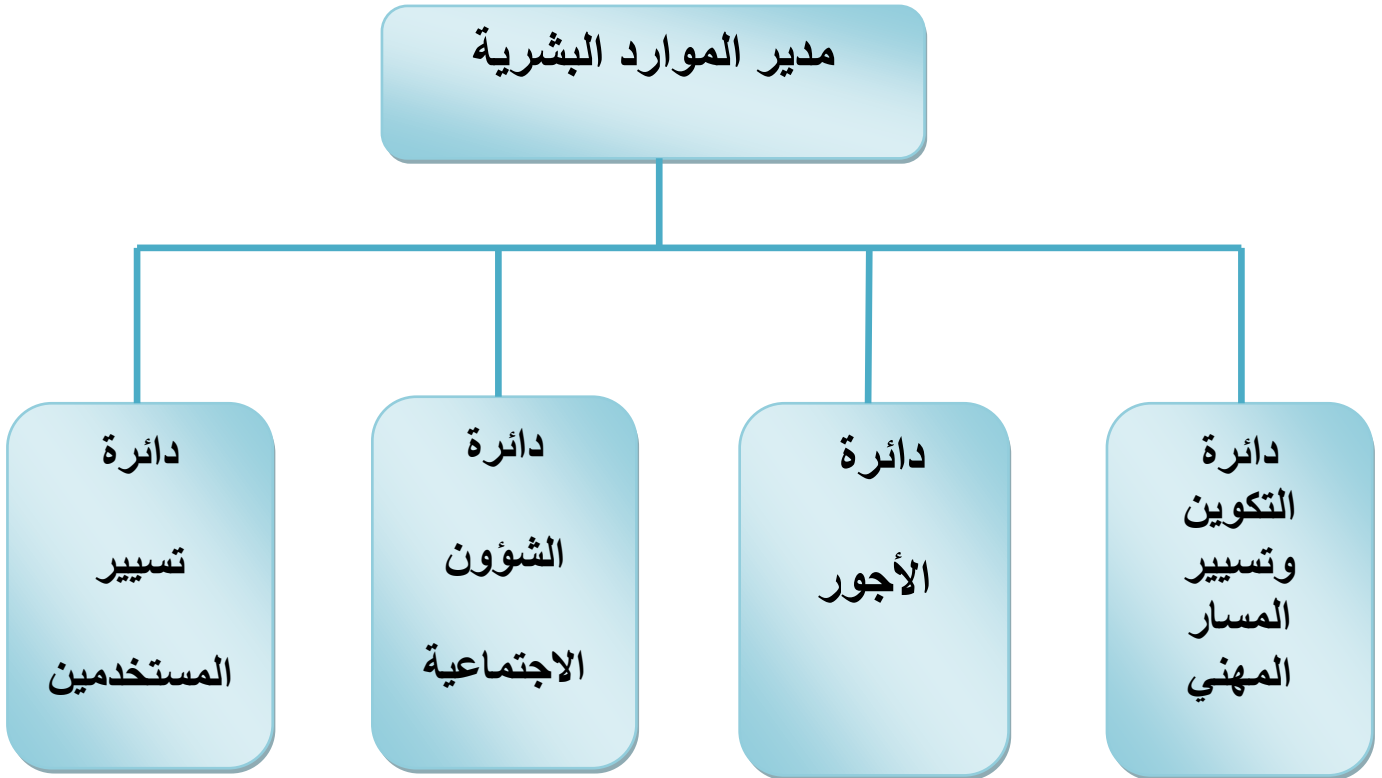 مدير الموارد البشرية
دائرة
التكوين
وتسيير
المسار
المهني
دائرة
الأجور
دائرة
الشؤون
الاجتماعية
دائرة
تسيير
المستخدمين